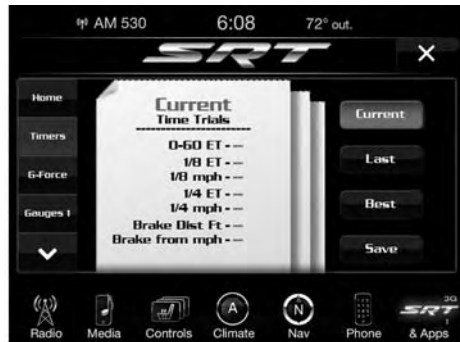 AM 530 6:08 72° out.
SRT
Home
Timers
G-Force
Gauges 1
Current
Time Trials
0-60 ET - --
1/8 ET - --
1/8 mph - --
1/4 ET - --
1/4 mph - --
Brake Dist Ft - --
Brake from mph - --
Current
Last
Best
Save
A N 3G SRT
Radio Media Controls Climate Nav Phone & Apps